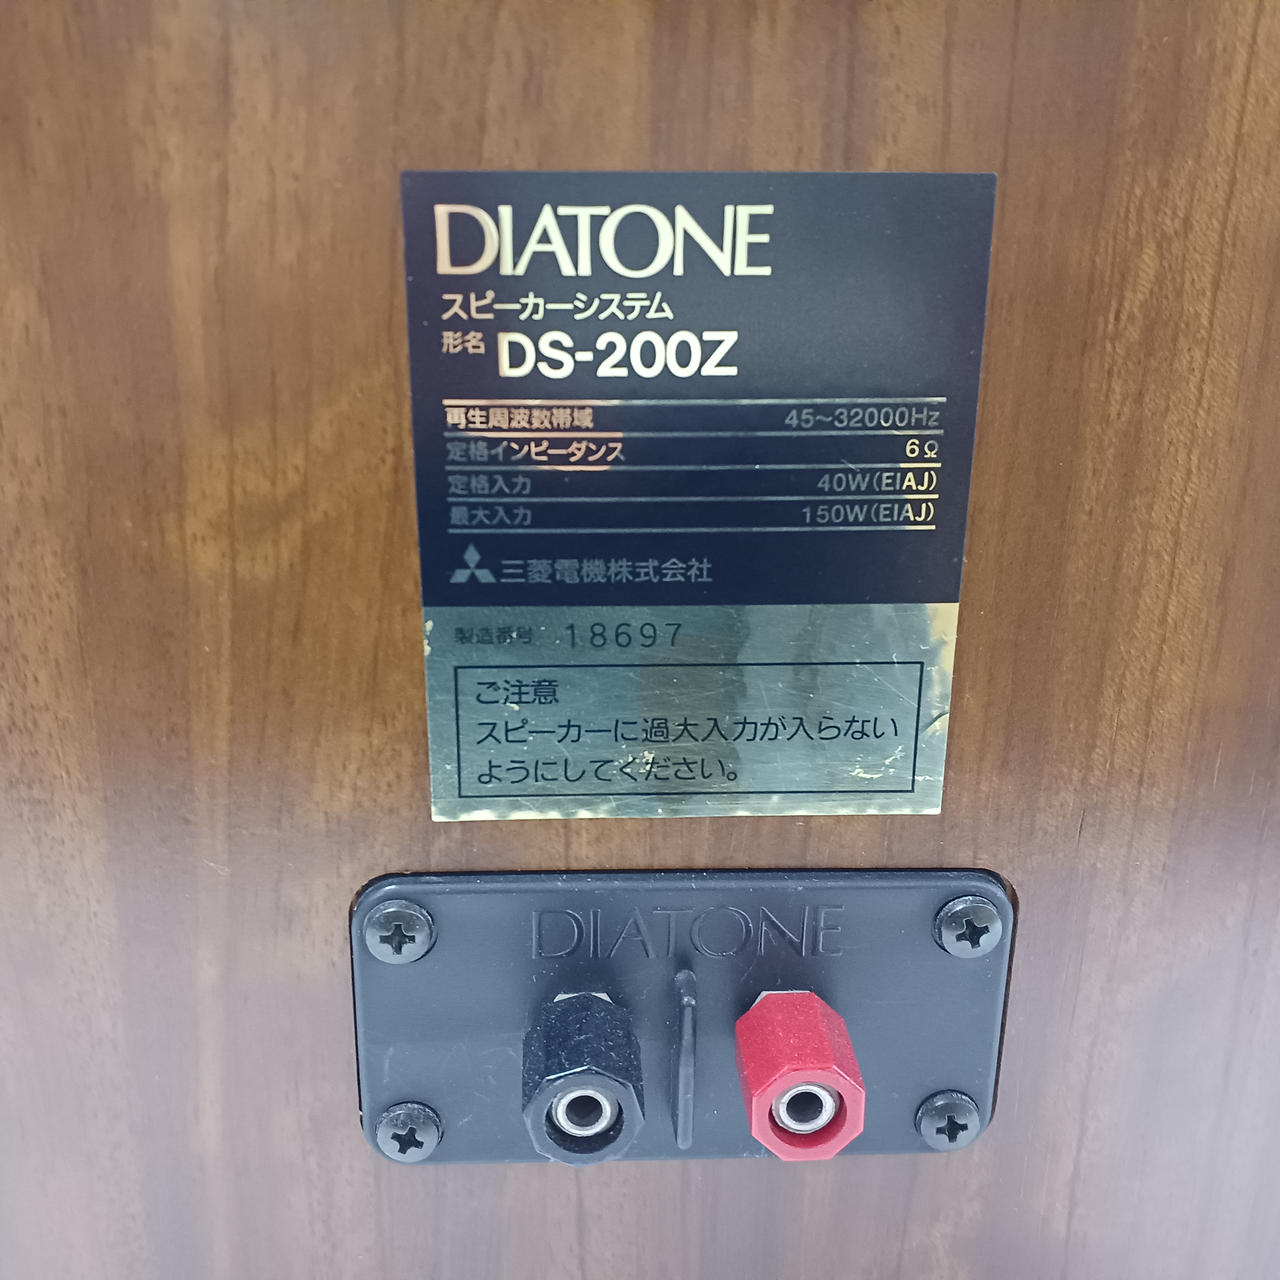 DIATONE
スピーカーシステム
形名 DS-200Z
再生周波数帯域 45~32000Hz
定格インピーダンス 6Ω
定格入力 40W(EIAJ)
最大入力 150W(EIAJ)
三菱電機株式会社
製造番号 18697
ご注意
スピーカーに過大入力が入らない
ようにしてください。
DIATONE